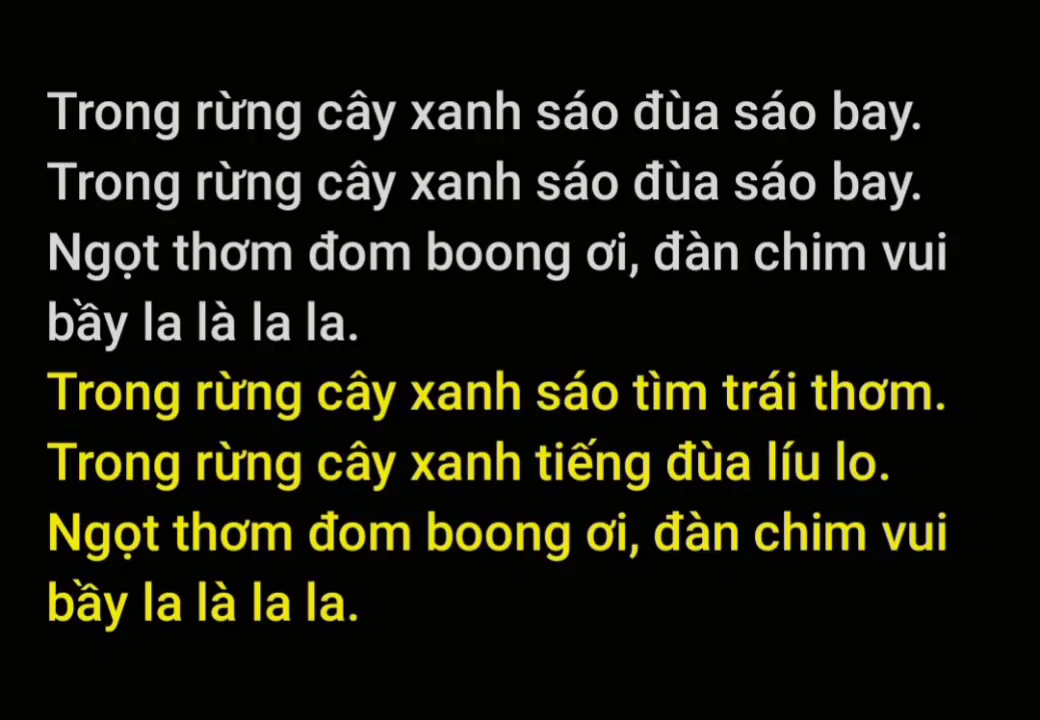 Trong rừng cây xanh sáo đùa sáo bay.
Trong rừng cây xanh sáo đùa sáo bay.
Ngọt thơm đom boong ơi, đàn chim vui
bầy la là la la.
Trong rừng cây xanh sáo tìm trái thơm.
Trong rừng cây xanh tiếng đùa líu lo.
Ngọt thơm đom boong ơi, đàn chim vui
bầy la là la la.